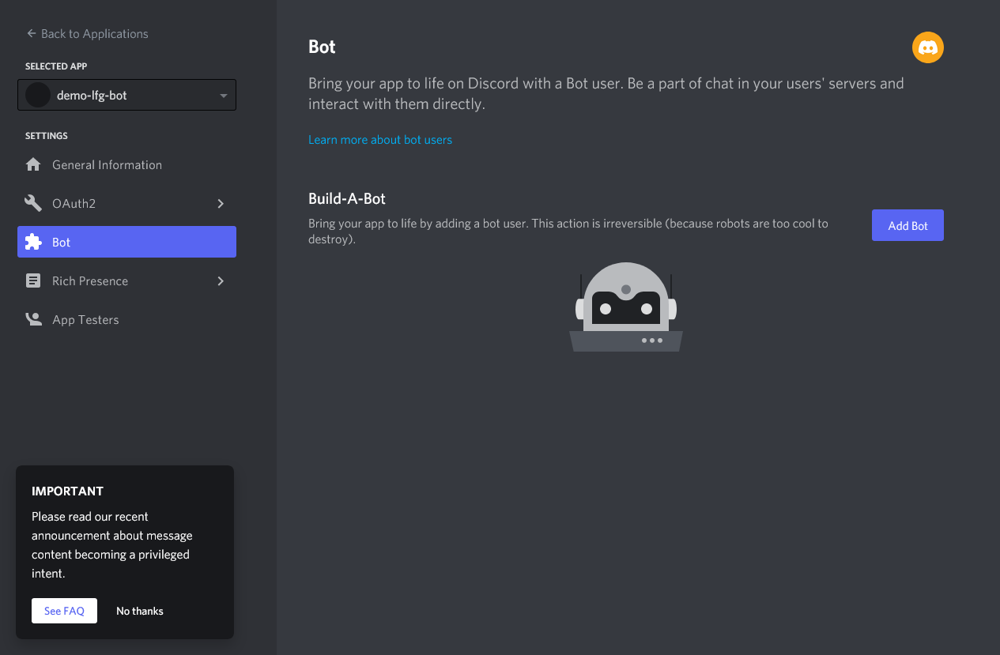 Back to Applications
SELECTED APP
demo-lfg-bot
SETTINGS
General Information
OAuth2
Bot
Rich Presence
App Testers
IMPORTANT
Please read our recent
announcement about message
content becoming a privileged
intent.
See FAQ
No thanks
Bot
Bring your app to life on Discord with a Bot user. Be a part of chat in your users' servers and
interact with them directly.
Learn more about bot users
Build-A-Bot
Bring your app to life by adding a bot user. This action is irreversible (because robots are too cool to
destroy).
Add Bot